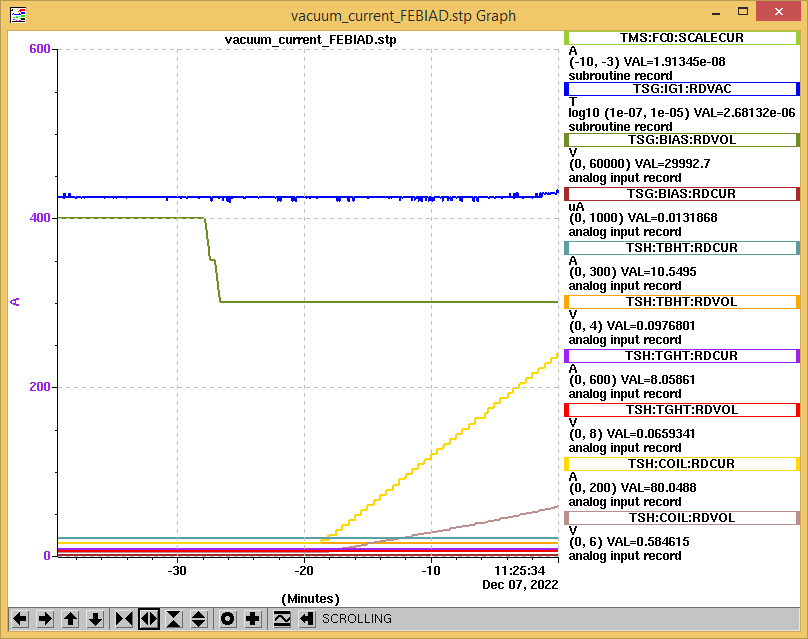 vacuum_current_FEBIAD.stp Graph
vacuum_current_FEBIAD.stp
600
400
200
0
A
-30
-20
-10
11:25:34
Dec 07, 2022
(Minutes)
TMS:FC0:SCALECUR
A
(-10, -3) VAL=1.91345e-08
subroutine record
TSG:IG1:RDVAC
T
log10 (1e-07, 1e-05) VAL=2.68132e-06
subroutine record
TSG:BIAS:RDVOL
V
(0, 60000) VAL=29992.7
analog input record
TSG:BIAS:RDCUR
uA
(0, 1000) VAL=0.0131868
analog input record
TSH:TBHT:RDCUR
A
(0, 300) VAL=10.5495
analog input record
TSH:TBHT:RDVOL
V
(0, 4) VAL=0.0976801
analog input record
TSH:TGHT:RDCUR
A
(0, 600) VAL=8.05861
analog input record
TSH:TGHT:RDVOL
V
(0, 8) VAL=0.0659341
analog input record
TSH:COIL:RDCUR
A
(0, 200) VAL=80.0488
analog input record
TSH:COIL:RDVOL
V
(0, 6) VAL=0.584615
analog input record
SCROLLING